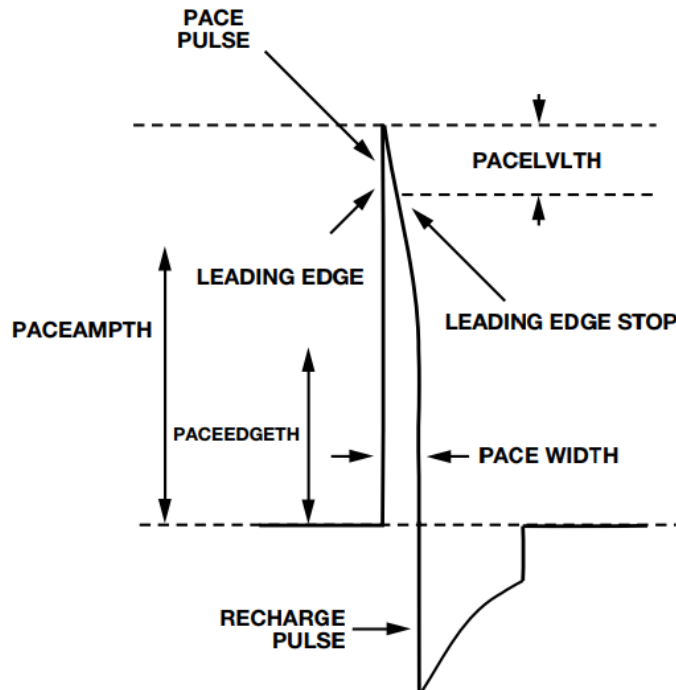 PACE
PULSE
PACELVLTH
LEADING EDGE
LEADING EDGE STOP
PACEAMPTH
PACEEDGETH
PACE WIDTH
RECHARGE
PULSE